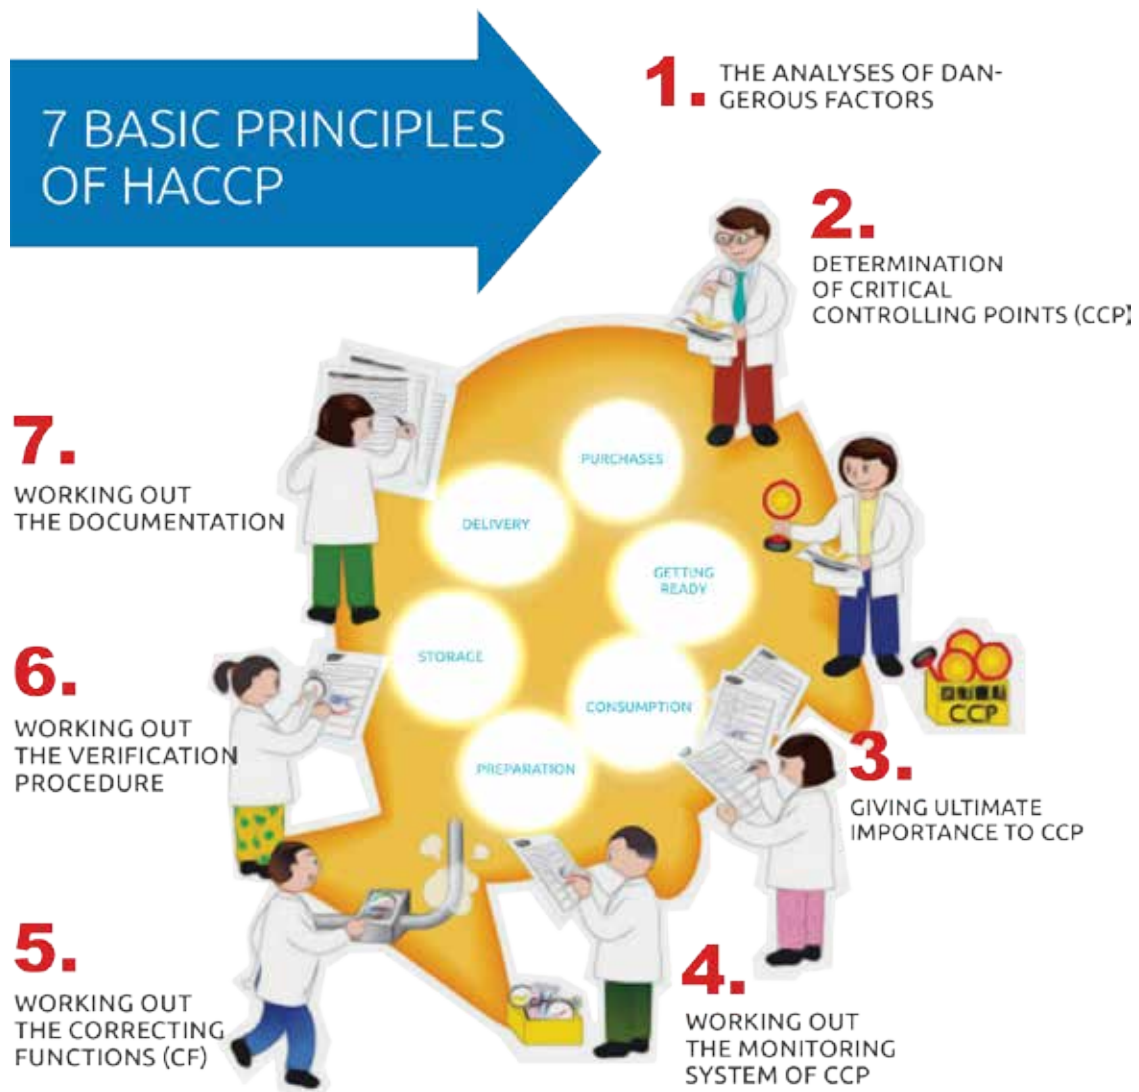 7 BASIC PRINCIPLES
OF HACCP
1. THE ANALYSES OF DAN-
GEROUS FACTORS
2.
DETERMINATION
OF CRITICAL
CONTROLLING POINTS (CCP)
PURCHASES
DELIVERY
GETTING
READY
STORAGE
CONSUMPTION
PREPARATION
CCP
3.
GIVING ULTIMATE
IMPORTANCE TO CCP
4.
WORKING OUT
THE MONITORING
SYSTEM OF CCP
5.
WORKING OUT
THE CORRECTING
FUNCTIONS (CF)
6.
WORKING OUT
THE VERIFICATION
PROCEDURE
7.
WORKING OUT
THE DOCUMENTATION